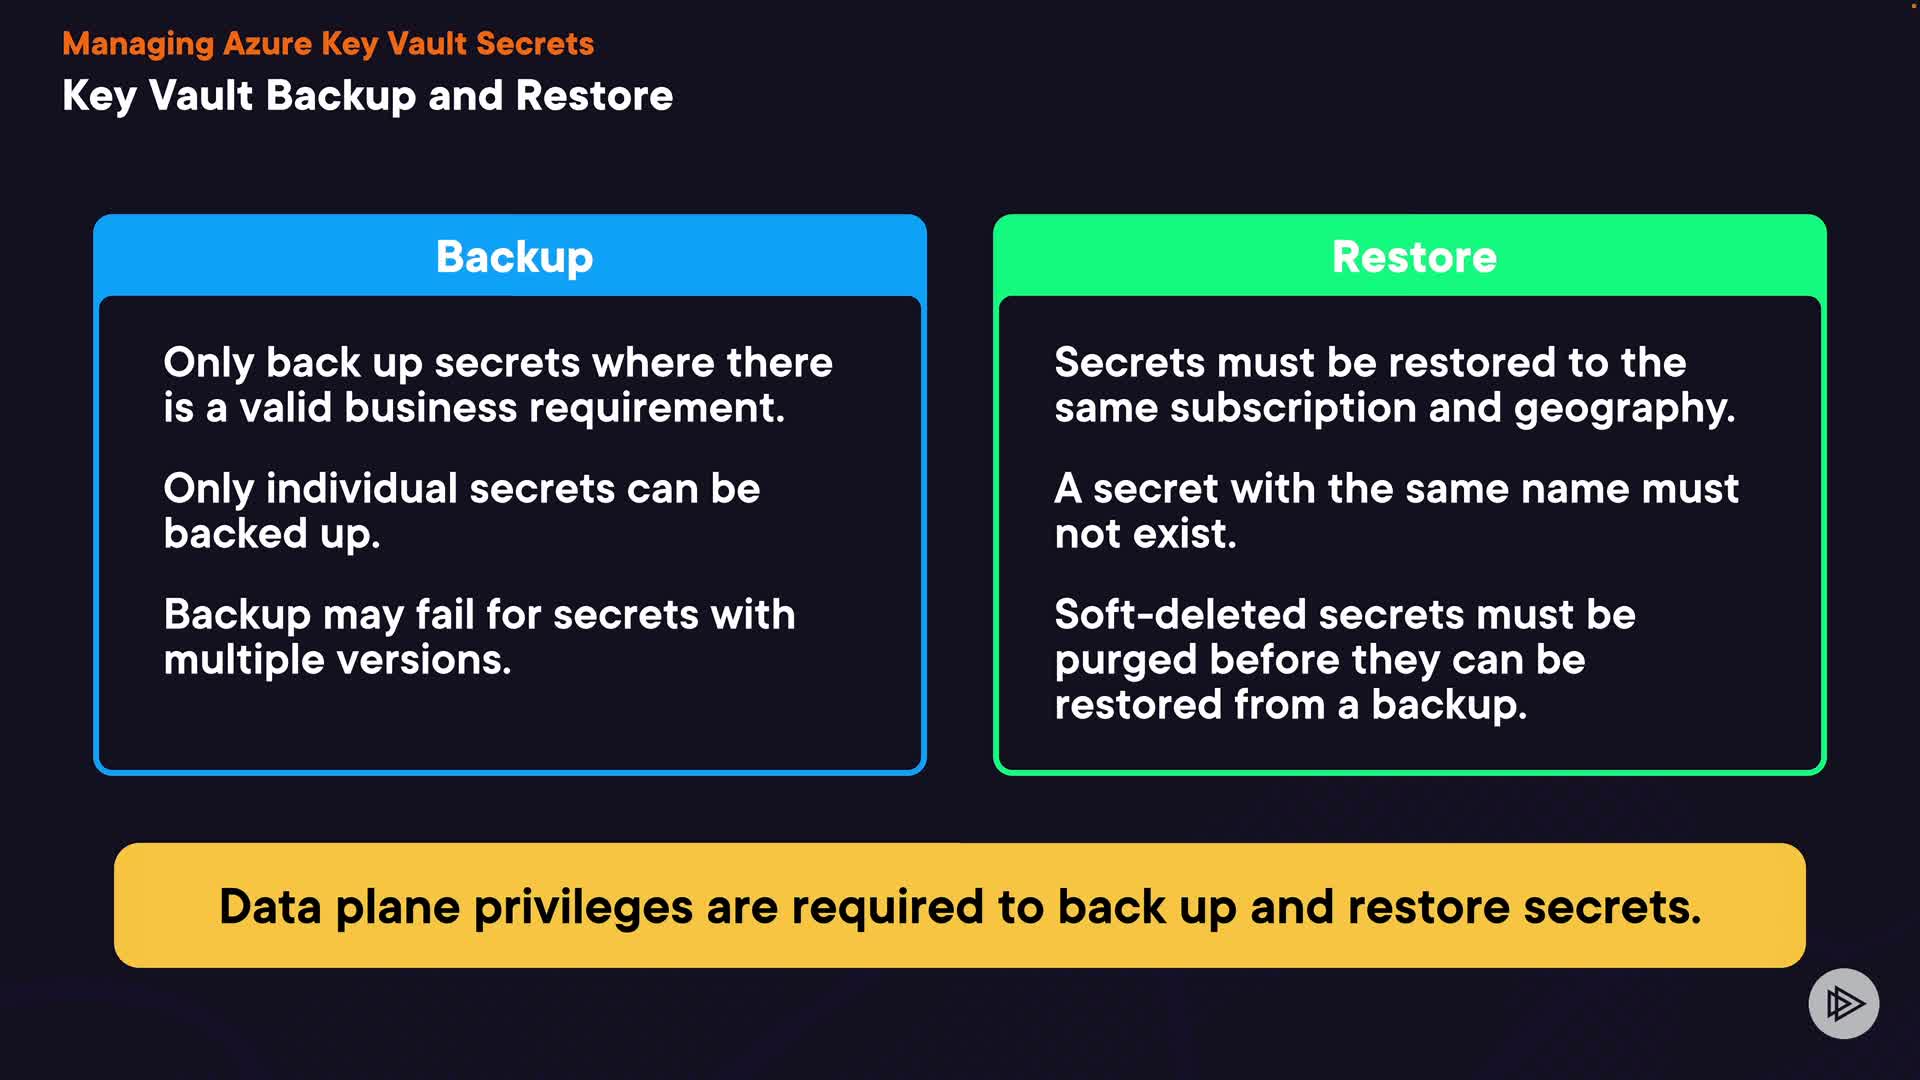 Managing Azure Key Vault Secrets
Key Vault Backup and Restore
Backup
Only back up secrets where there
is a valid business requirement.
Only individual secrets can be
backed up.
Backup may fail for secrets with
multiple versions.
Restore
Secrets must be restored to the
same subscription and geography.
A secret with the same name must
not exist.
Soft-deleted secrets must be
purged before they can be
restored from a backup.
Data plane privileges are required to back up and restore secrets.